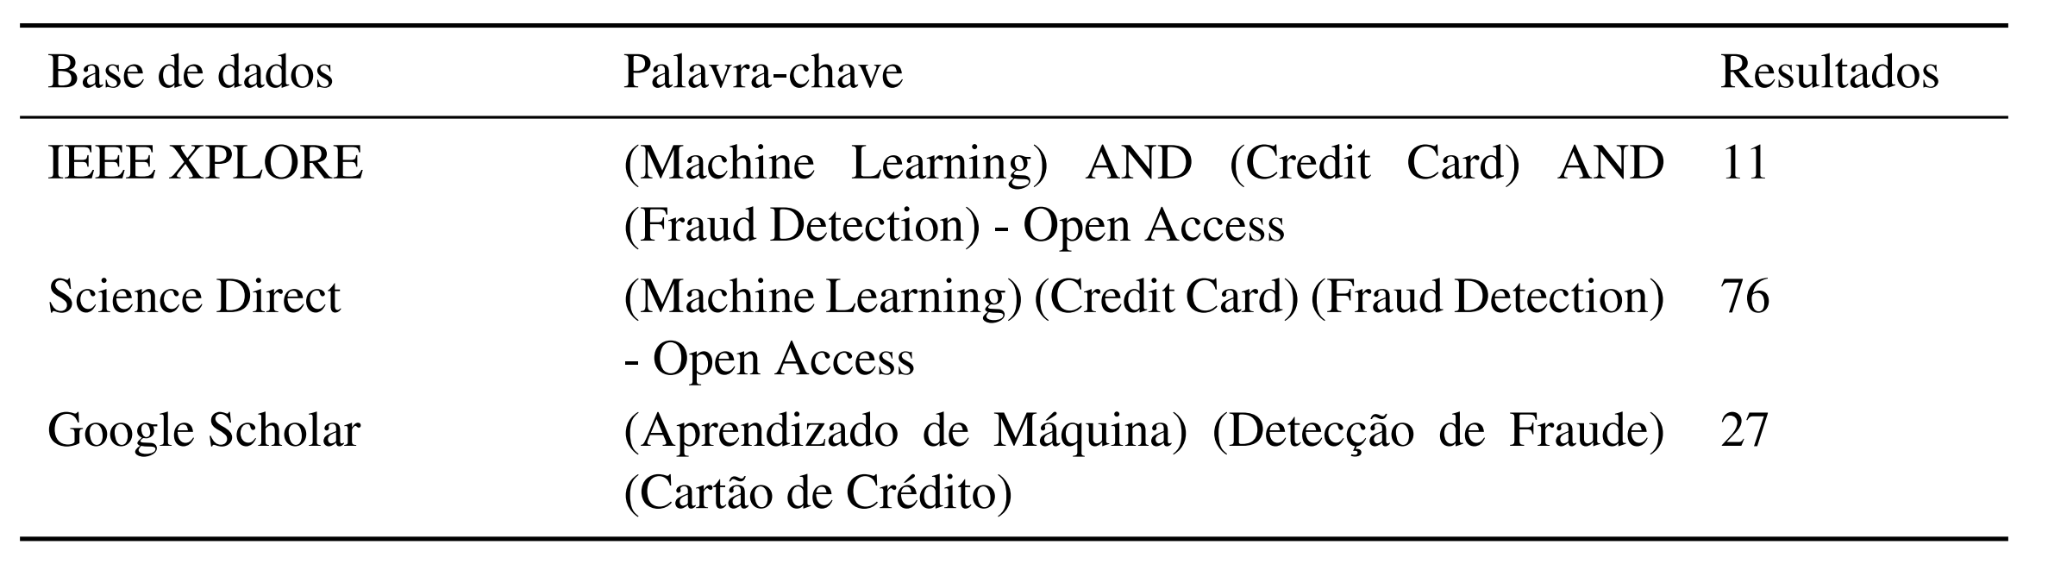 Base de dados Palavra-chave Resultados
IEEE XPLORE (Machine Learning) AND (Credit Card) AND 11
(Fraud Detection) - Open Access
Science Direct (Machine Learning) (Credit Card) (Fraud Detection) 76
- Open Access
Google Scholar (Aprendizado de Máquina) (Detecção de Fraude) 27
(Cartão de Crédito)